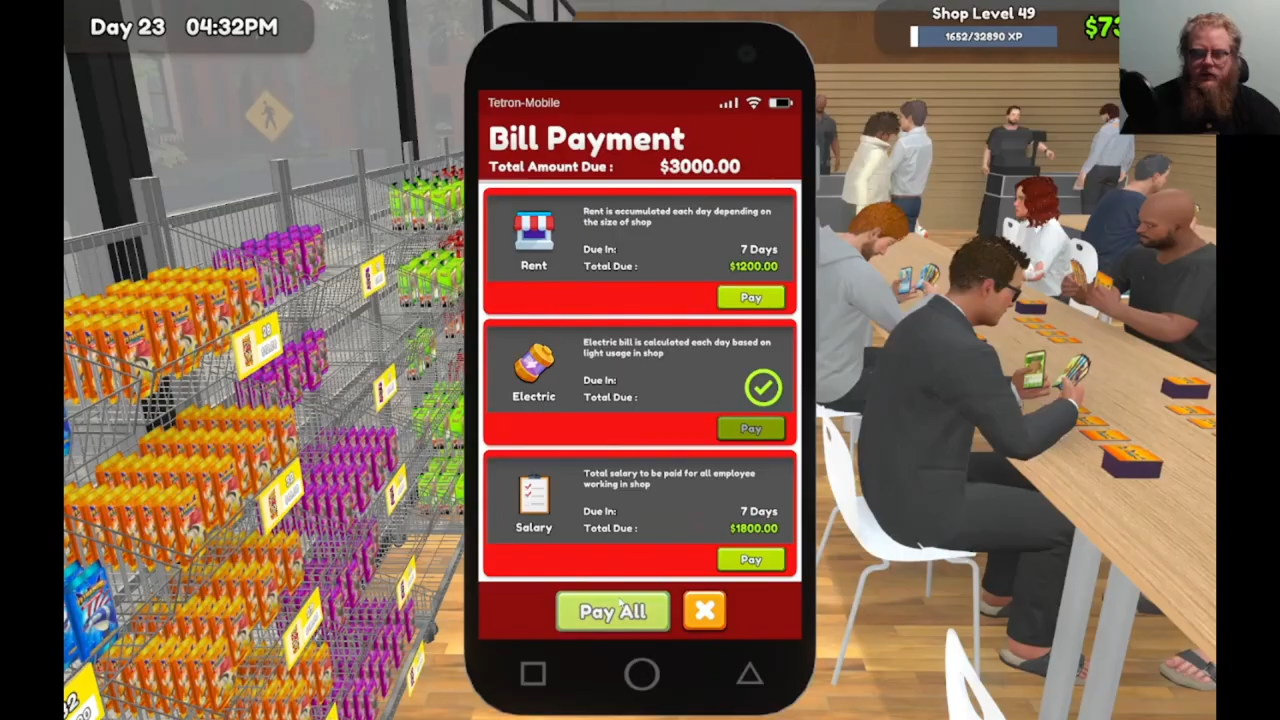 Day 23 04:32PM
Shop Level 49
1652/32890 XP
Tetron-Mobile
Bill Payment
Total Amount Due : $3000.00
Rent is accumulated each day depending on
the size of shop
Due In: 7 Days
Total Due : $1200.00
Rent
Pay
Electric bill is calculated each day based on
light usage in shop
Due In:
Total Due :
Electric
Pay
Total salary to be paid for all employee
working in shop
Due In: 7 Days
Total Due : $1800.00
Salary
Pay
Pay All